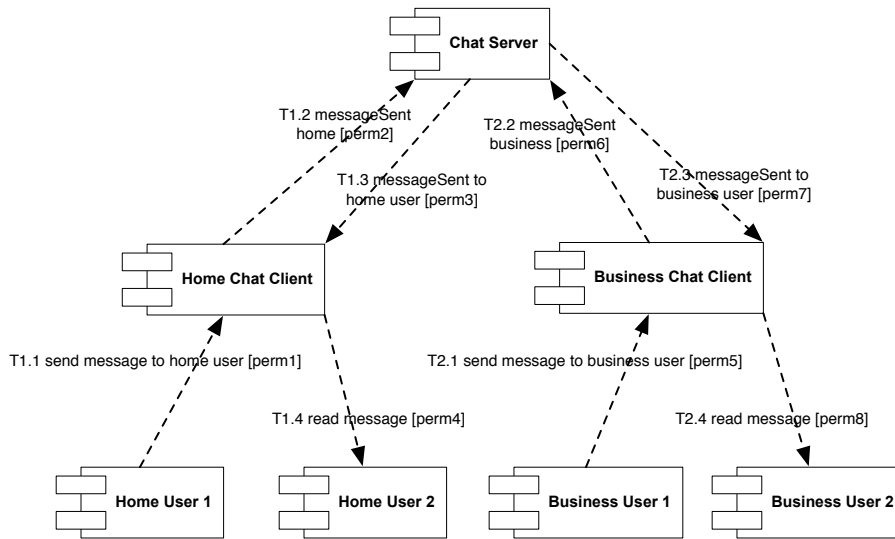 Chat Server
T1.2 messageSent
home [perm2]
T2.2 messageSent
business [perm6]
T1.3 messageSent to
home user [perm3]
T2.3 messageSent to
business user [perm7]
Home Chat Client
Business Chat Client
T1.1 send message to home user [perm1]
T2.1 send message to business user [perm5]
T1.4 read message [perm4]
T2.4 read message [perm8]
Home User 1
Home User 2
Business User 1
Business User 2